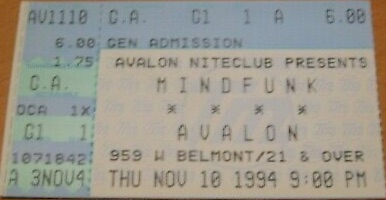 AV1110 G.A. G1 1 A 6.00
6.00 GEN ADMISSION
1.75 AVALON NITECLUB PRESENTS
G.A. MINDFUNK
DCA 1X * * * *
G1 1 AVALON
1071842 959 W BELMONT/21 & OVER
A 3NOV4 THU NOV 10 1994 9:00 PM